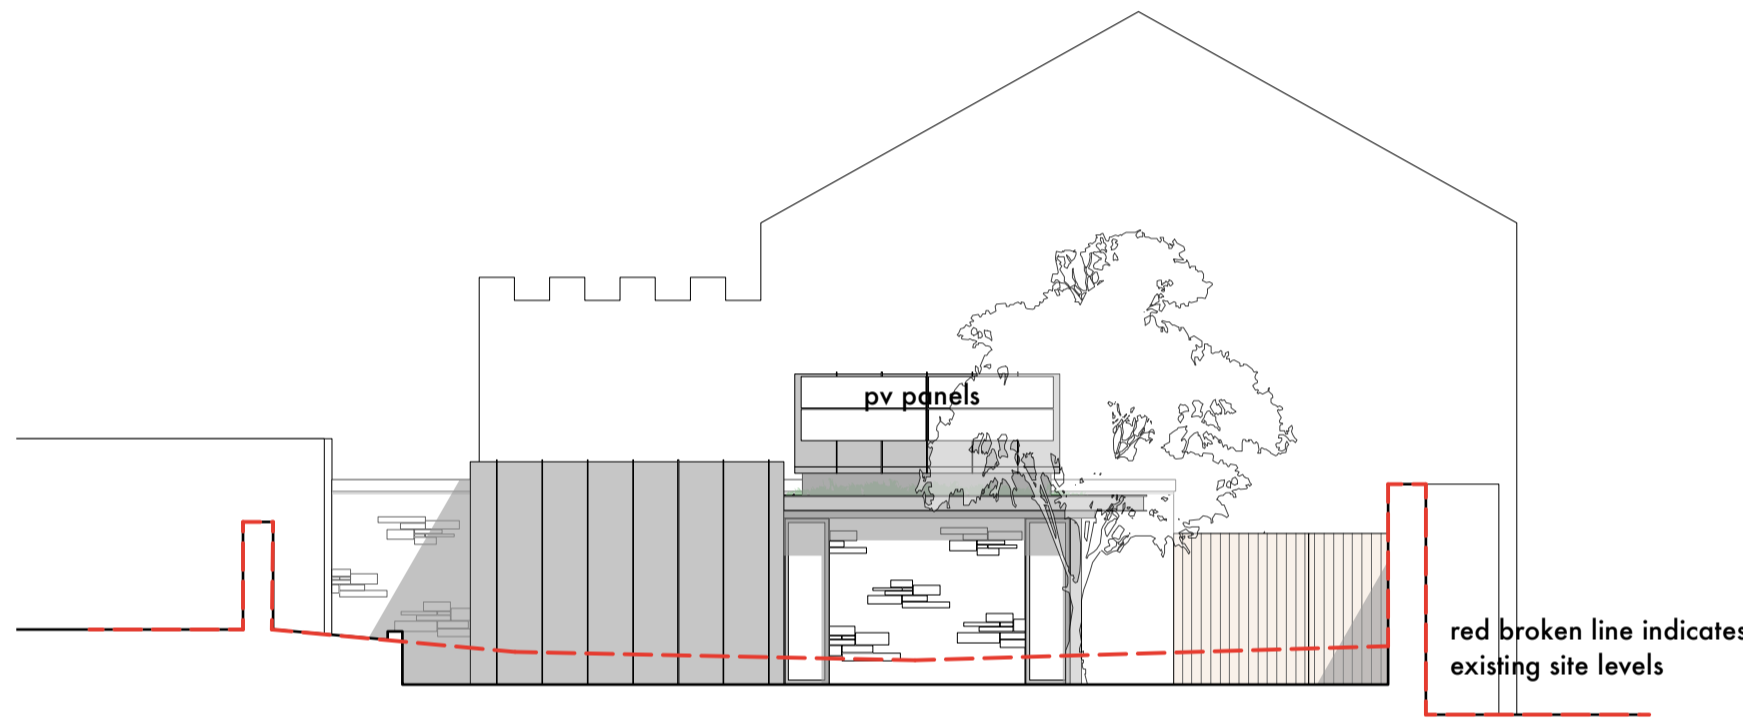 pv panels
red broken line indicates
existing site levels